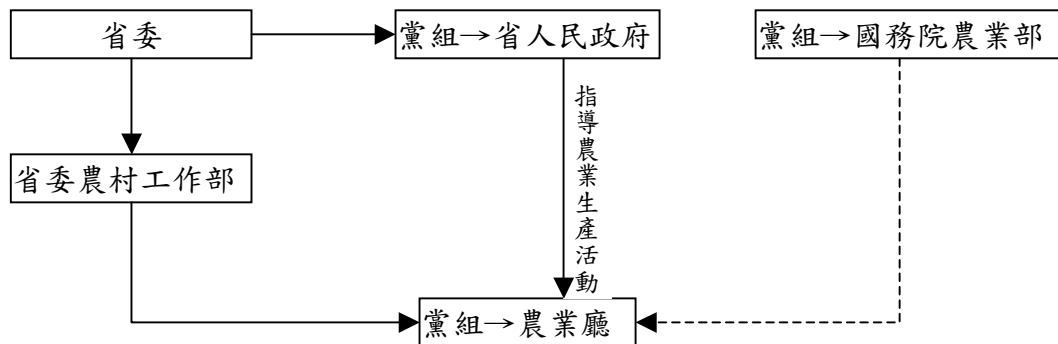 省委
黨組→省人民政府
黨組→國務院農業部
指導農業生產活動
省委農村工作部
黨組→農業廳